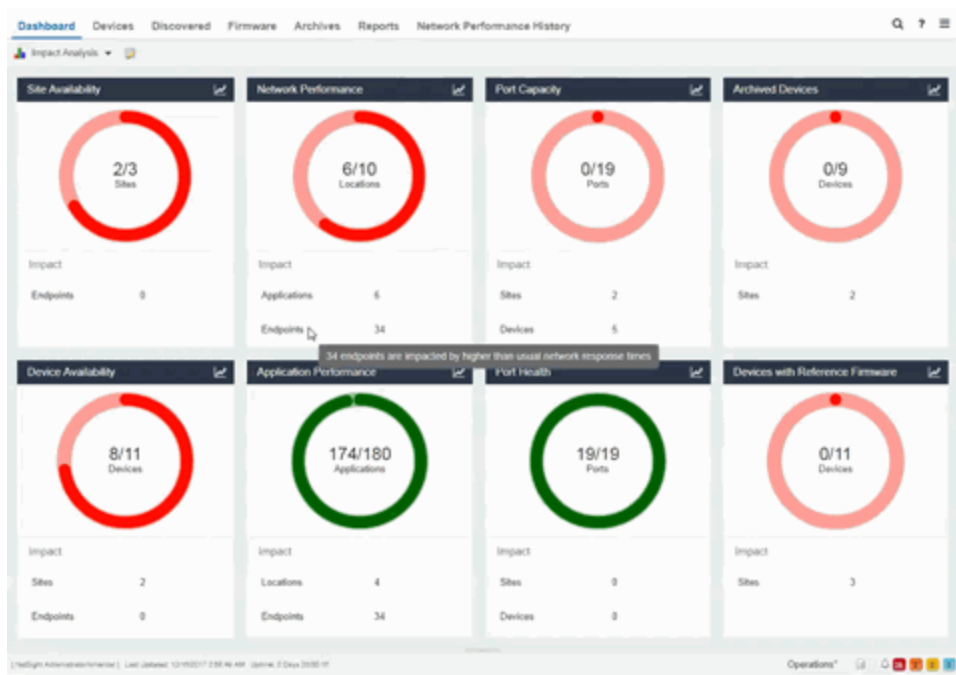 Dashboard Devices Discovered Firmware Archives Reports Network Performance History ?
Impact Analysis
Site Availability
2/3
Sites
Impact
Endpoints 0
Network Performance
6/10
Locations
Impact
Applications 6
Endpoints 34
Port Capacity
0/19
Ports
Impact
Sites 2
Devices 5
Archived Devices
0/9
Devices
Impact
Sites 2
34 endpoints are impacted by higher than usual network response times
Device Availability
8/11
Devices
Impact
Sites 2
Endpoints 0
Application Performance
174/180
Applications
Impact
Locations 4
Endpoints 34
Port Health
19/19
Ports
Impact
Sites 0
Devices 0
Devices with Reference Firmware
0/11
Devices
Impact
Sites 3
Last Updated: Uptime: 0 Days
Operations